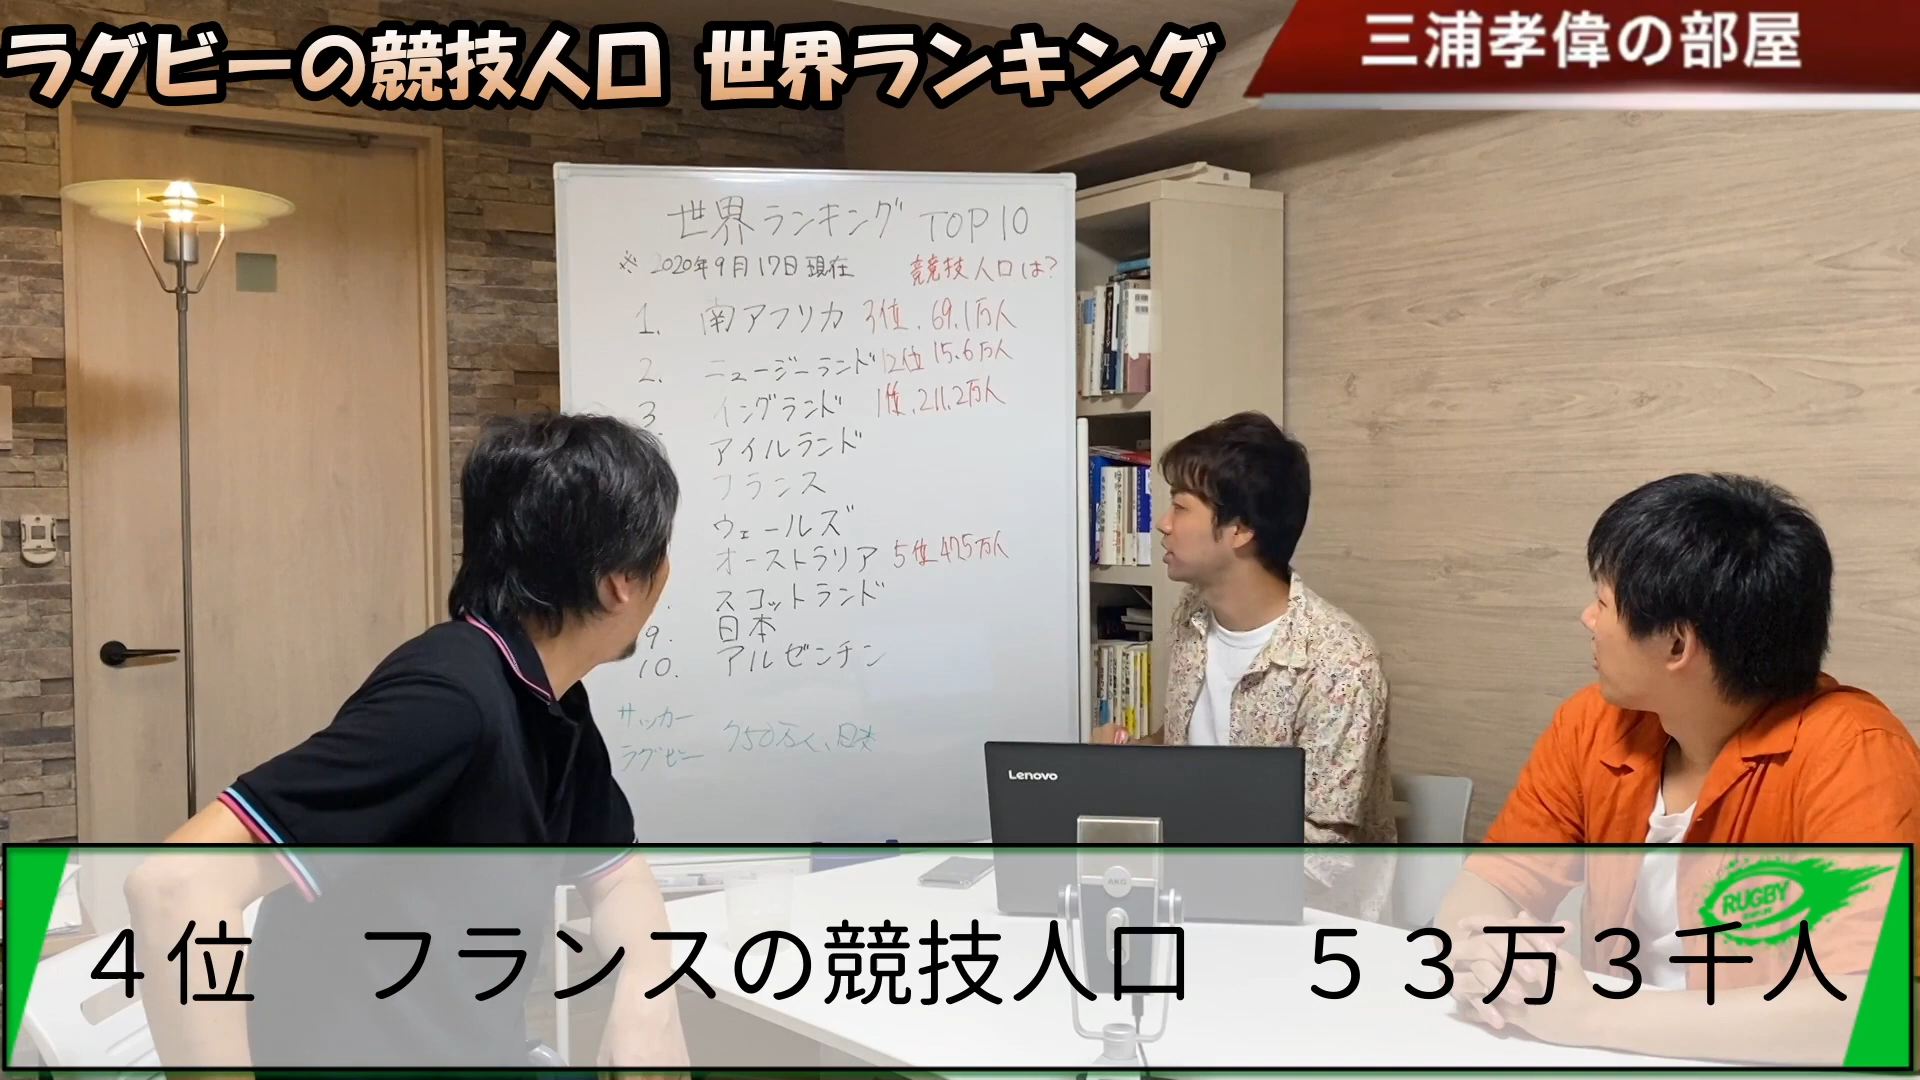 ラグビーの競技人口 世界ランキング
三浦孝偉の部屋
世界ランキング TOP10
※2020年9月17日現在 競技人口は?
1. 南アフリカ 3位. 69.1万人
2. ニュージーランド 12位 15.6万人
3 イングランド 1位. 211.2万人
アイルランド
フランス
ウェールズ
オーストラリア 5位 47.5万人
スコットランド
9. 日本
10. アルゼンチン
サッカー 750万人、日本
ラグビー
Lenovo
AKG
RUGBY
4位 フランスの競技人口 53万3千人